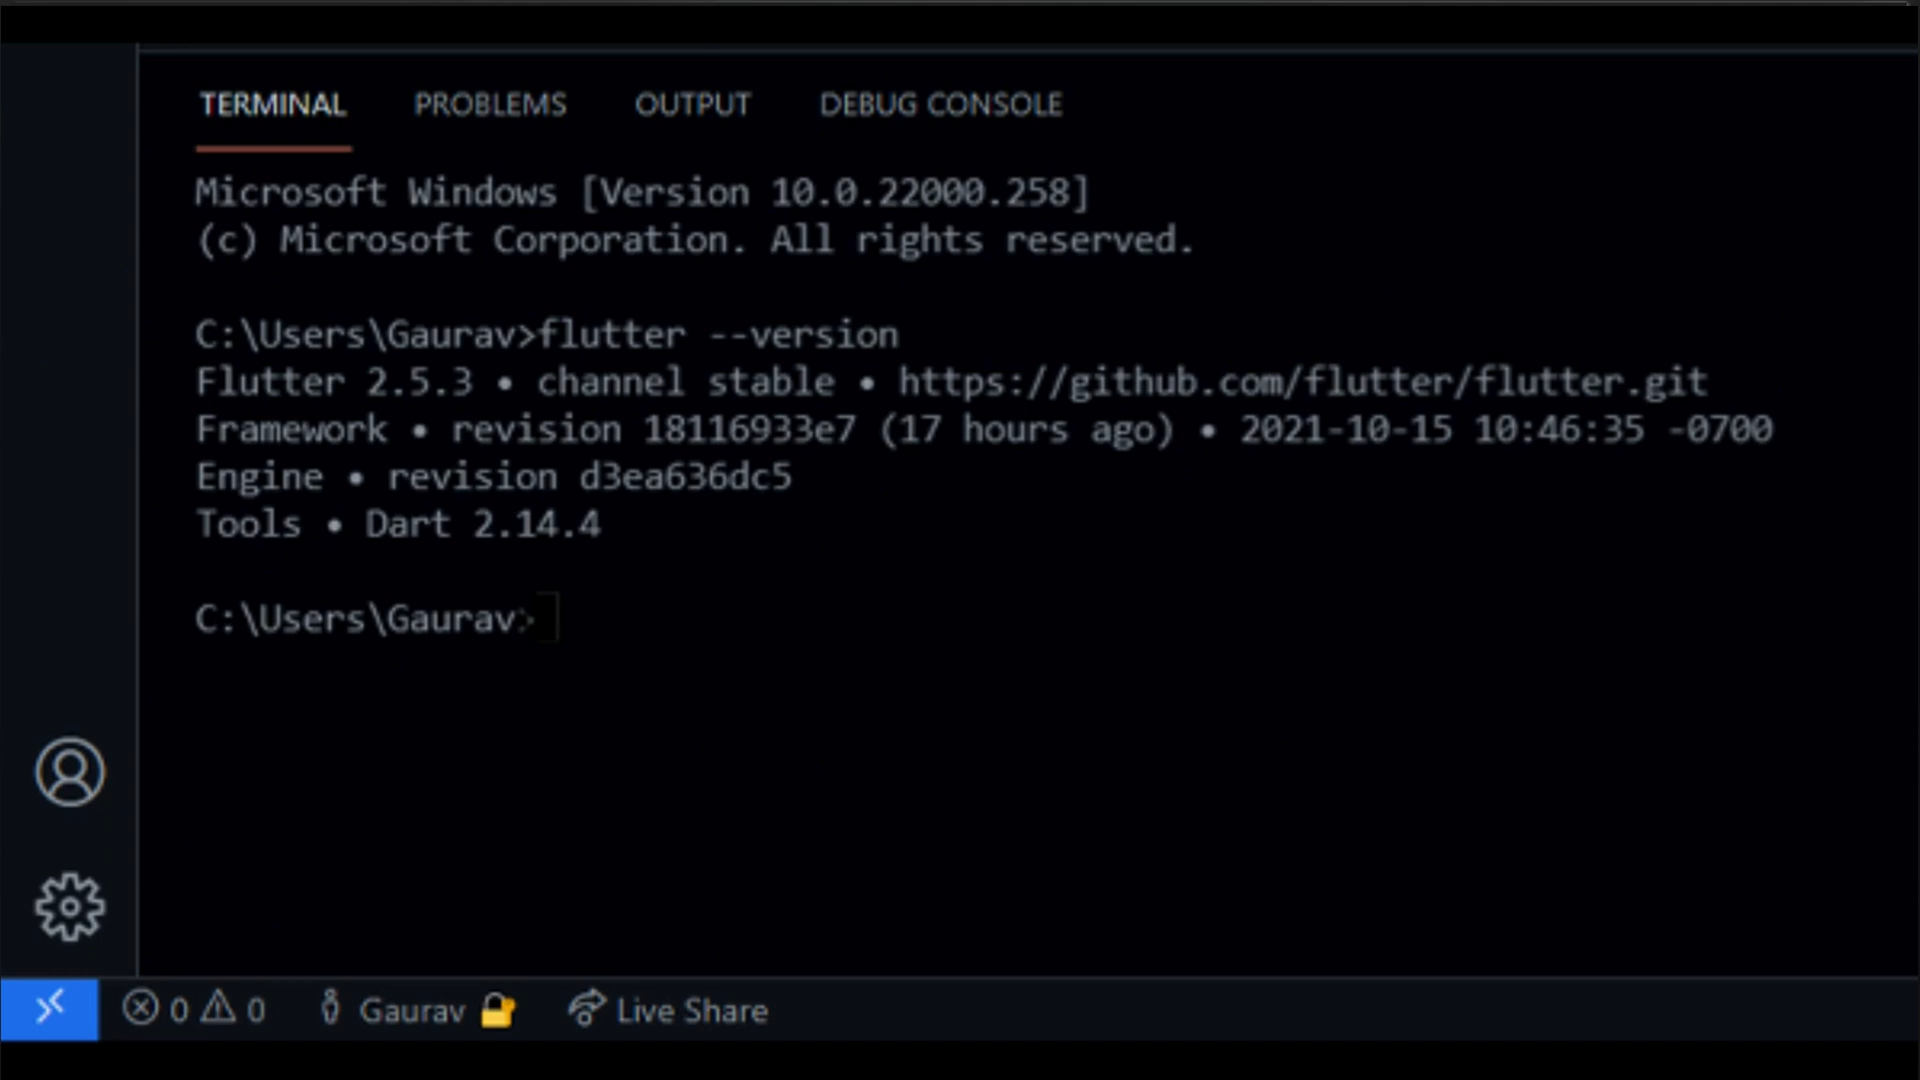 TERMINAL PROBLEMS OUTPUT DEBUG CONSOLE
Microsoft Windows [Version 10.0.22000.258]
(c) Microsoft Corporation. All rights reserved.
C:\Users\Gaurav>flutter --version
Flutter 2.5.3 • channel stable • https://github.com/flutter/flutter.git
Framework • revision 18116933e7 (17 hours ago) • 2021-10-15 10:46:35 -0700
Engine • revision d3ea636dc5
Tools • Dart 2.14.4
C:\Users\Gaurav>
0 0 Gaurav Live Share